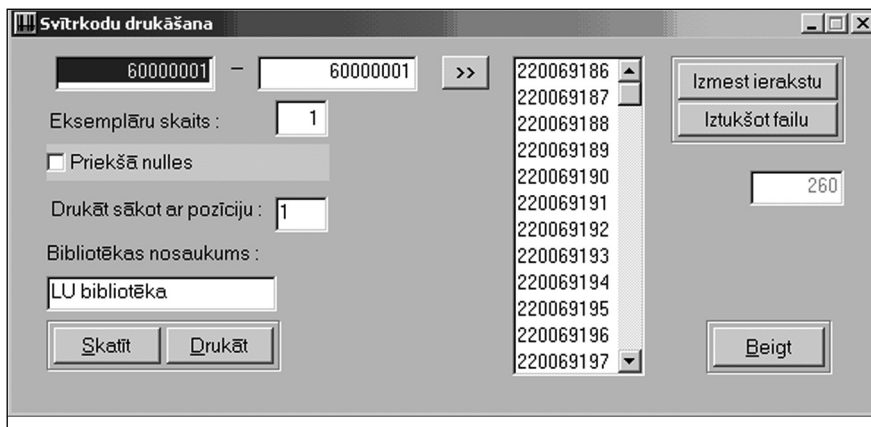 Svītrkodu drukāšana
60000001 – 60000001 >>
Eksemplāru skaits : 1
Priekšā nulles
Drukāt sākot ar pozīciju : 1
Bibliotēkas nosaukums :
LU bibliotēka
Skatīt Drukāt
220069186
220069187
220069188
220069189
220069190
220069191
220069192
220069193
220069194
220069195
220069196
220069197
Izmest ierakstu
Iztukšot failu
260
Beigt